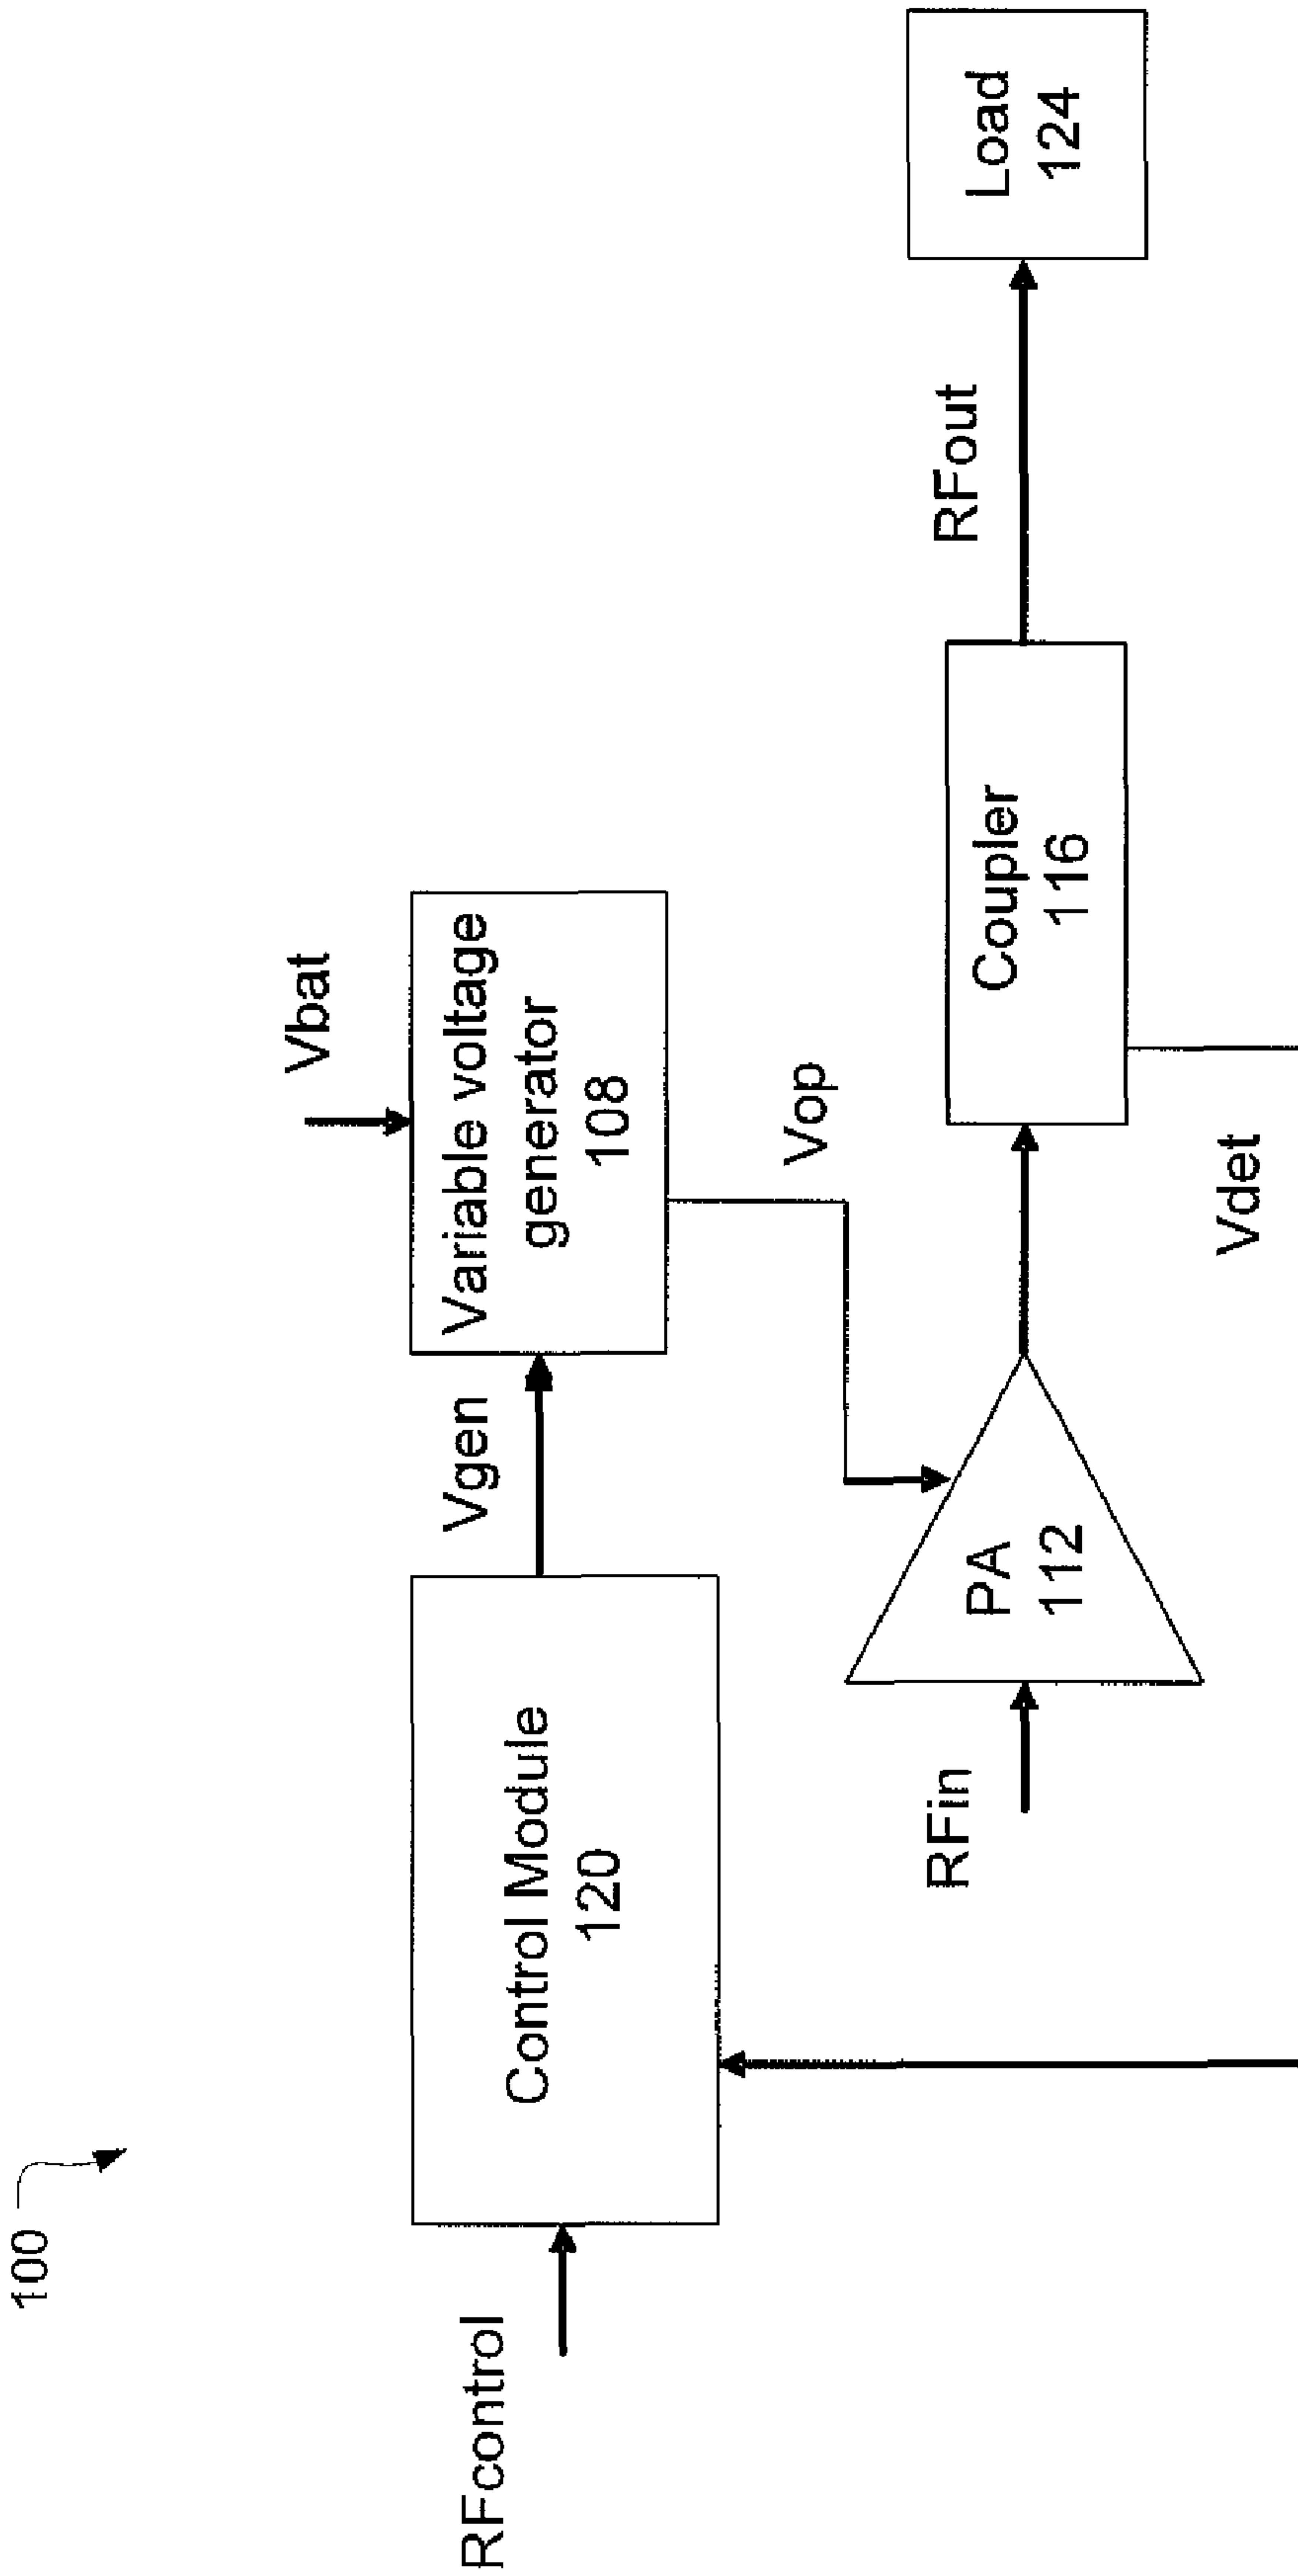 100
RFcontrol
Control Module
120
Vgen
Variable voltage
generator
108
Vbat
Vop
RFin
PA
112
Coupler
116
RFout
Load
124
Vdet